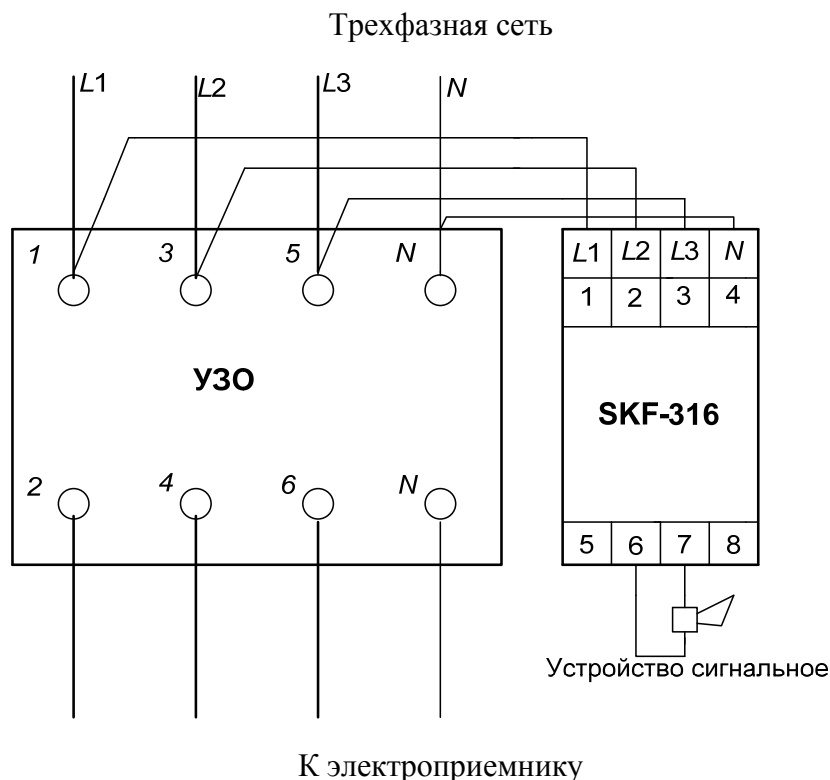 Трехфазная сеть
L1 L2 L3 N
1 3 5 N
L1 L2 L3 N
1 2 3 4
УЗО
SKF-316
2 4 6 N
5 6 7 8
Устройство сигнальное
К электроприемнику